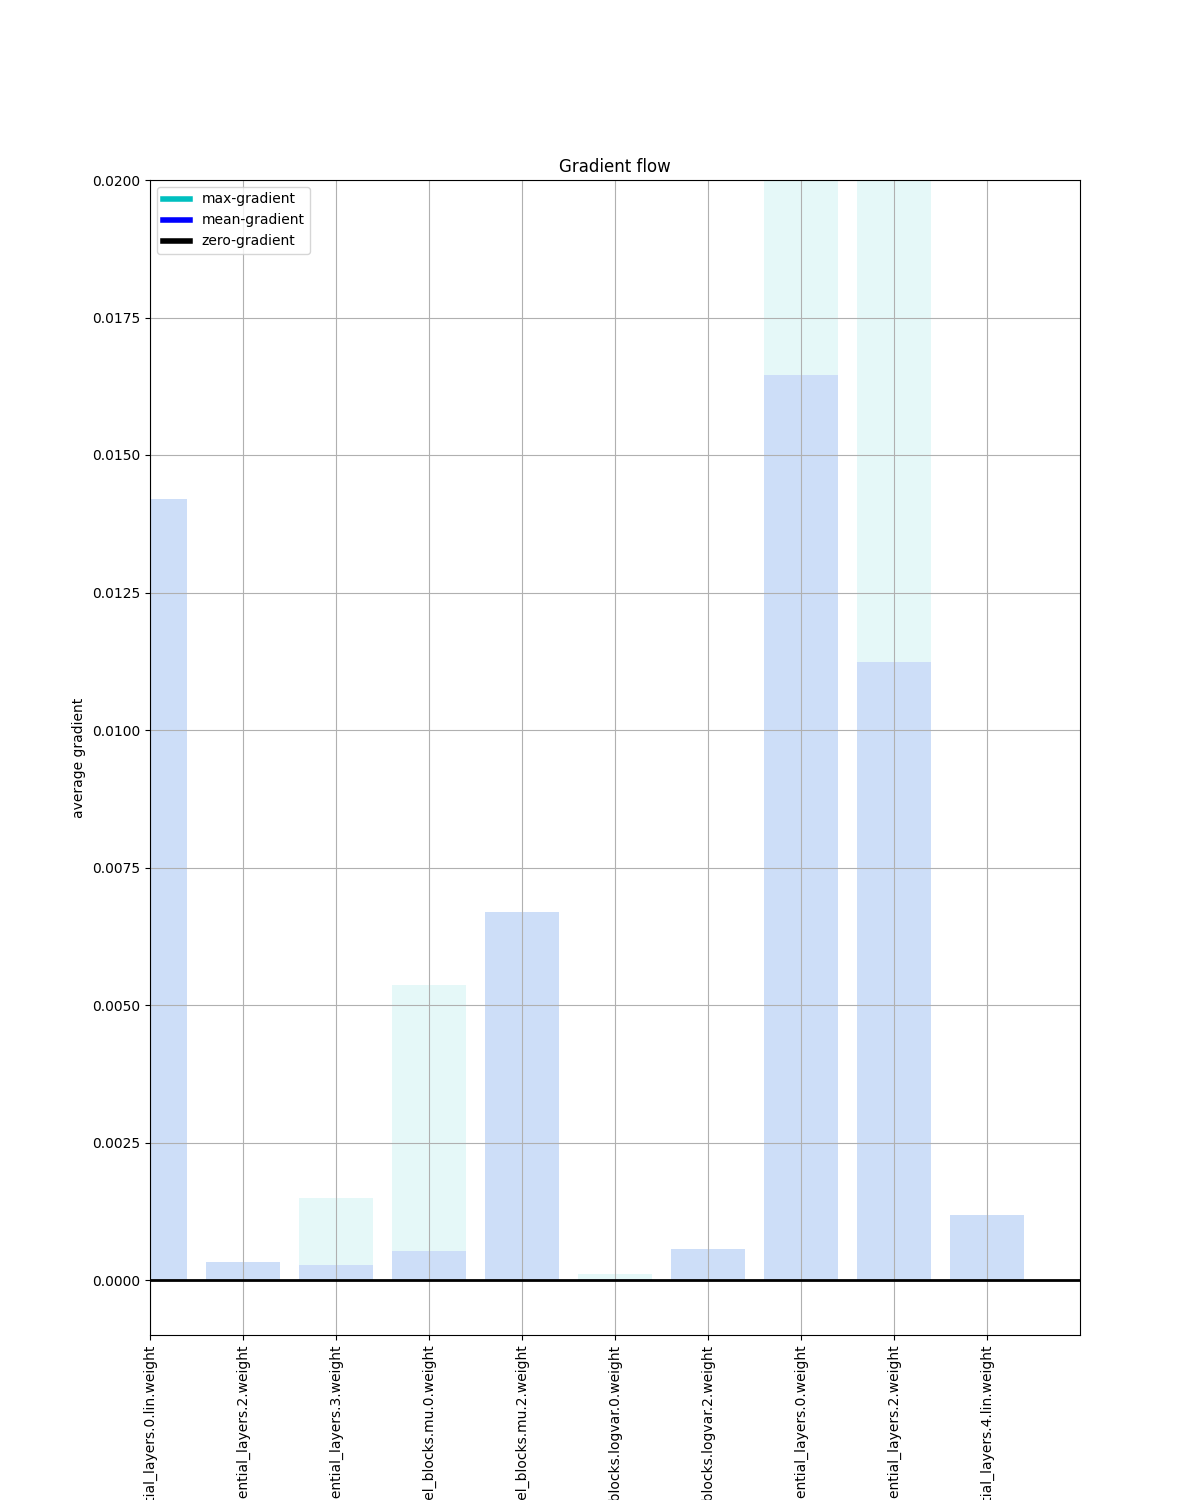 Gradient flow
max-gradient
mean-gradient
zero-gradient
0.0200
0.0175
0.0150
0.0125
0.0100
0.0075
0.0050
0.0025
0.0000
average gradient
tial_layers.0.lin.weight
ential_layers.2.weight
ential_layers.3.weight
el_blocks.mu.0.weight
el_blocks.mu.2.weight
blocks.logvar.0.weight
blocks.logvar.2.weight
ential_layers.0.weight
ential_layers.2.weight
tial_layers.4.lin.weight